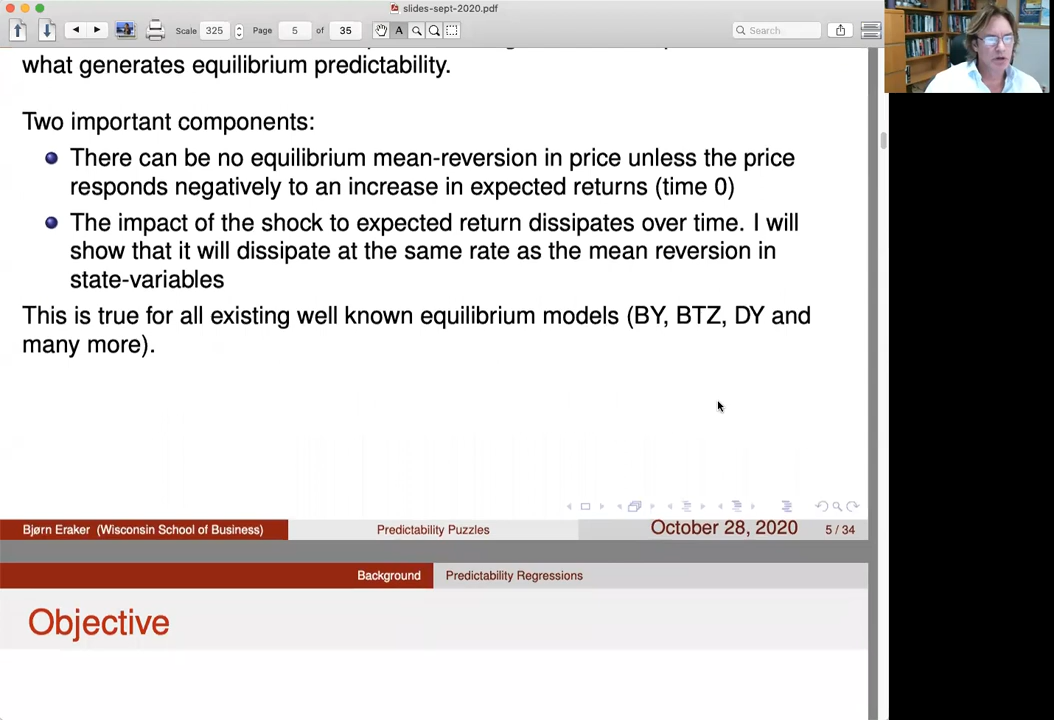 slides-sept-2020.pdf
Scale 325 Page 5 of 35 Search
what generates equilibrium predictability.
Two important components:
There can be no equilibrium mean-reversion in price unless the price
responds negatively to an increase in expected returns (time 0)
The impact of the shock to expected return dissipates over time. I will
show that it will dissipate at the same rate as the mean reversion in
state-variables
This is true for all existing well known equilibrium models (BY, BTZ, DY and
many more).
Bjørn Eraker (Wisconsin School of Business) Predictability Puzzles October 28, 2020 5 / 34
Background Predictability Regressions
Objective